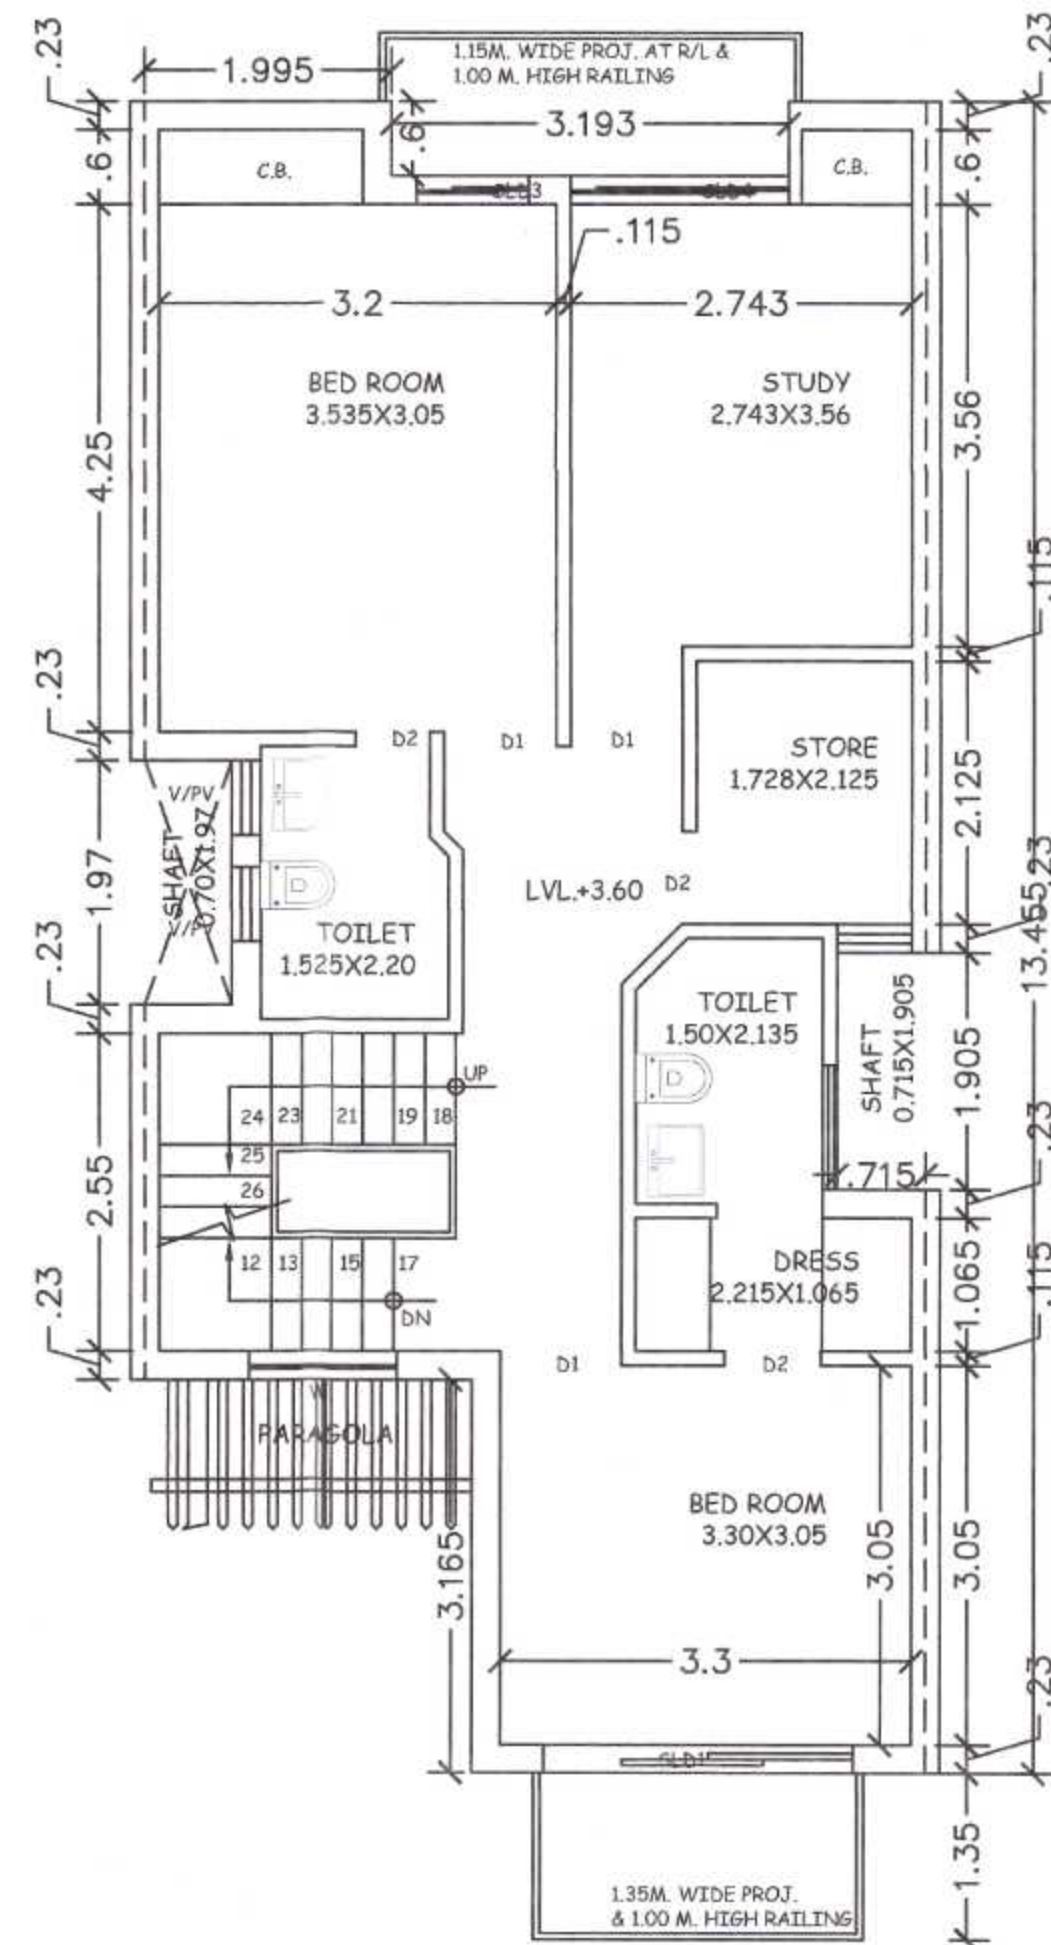 .23
1.995
1.15M. WIDE PROJ. AT R/L &
1.00 M. HIGH RAILING
.23
.6
.6
3.193
.6
C.B.
C.B.
GLD3
GLD4
.115
3.2
2.743
BED ROOM
3.535X3.05
STUDY
2.743X3.56
4.25
3.56
.115
.23
D2
D1
D1
STORE
1.728X2.125
2.125
V/PV
SHAFT
0.70X1.97
V/PV
1.97
LVL.+3.60
D2
.23
13.455
.23
TOILET
1.525X2.20
TOILET
1.50X2.135
SHAFT
0.715X1.905
1.905
UP
24
23
21
19
18
25
26
.715
.23
2.55
12
13
15
17
DN
DRESS
2.215X1.065
1.065
.115
.23
D1
D2
W
PARAGOLA
BED ROOM
3.30X3.05
3.165
3.05
3.05
3.3
.23
GLD1
1.35
1.35M. WIDE PROJ.
& 1.00 M. HIGH RAILING